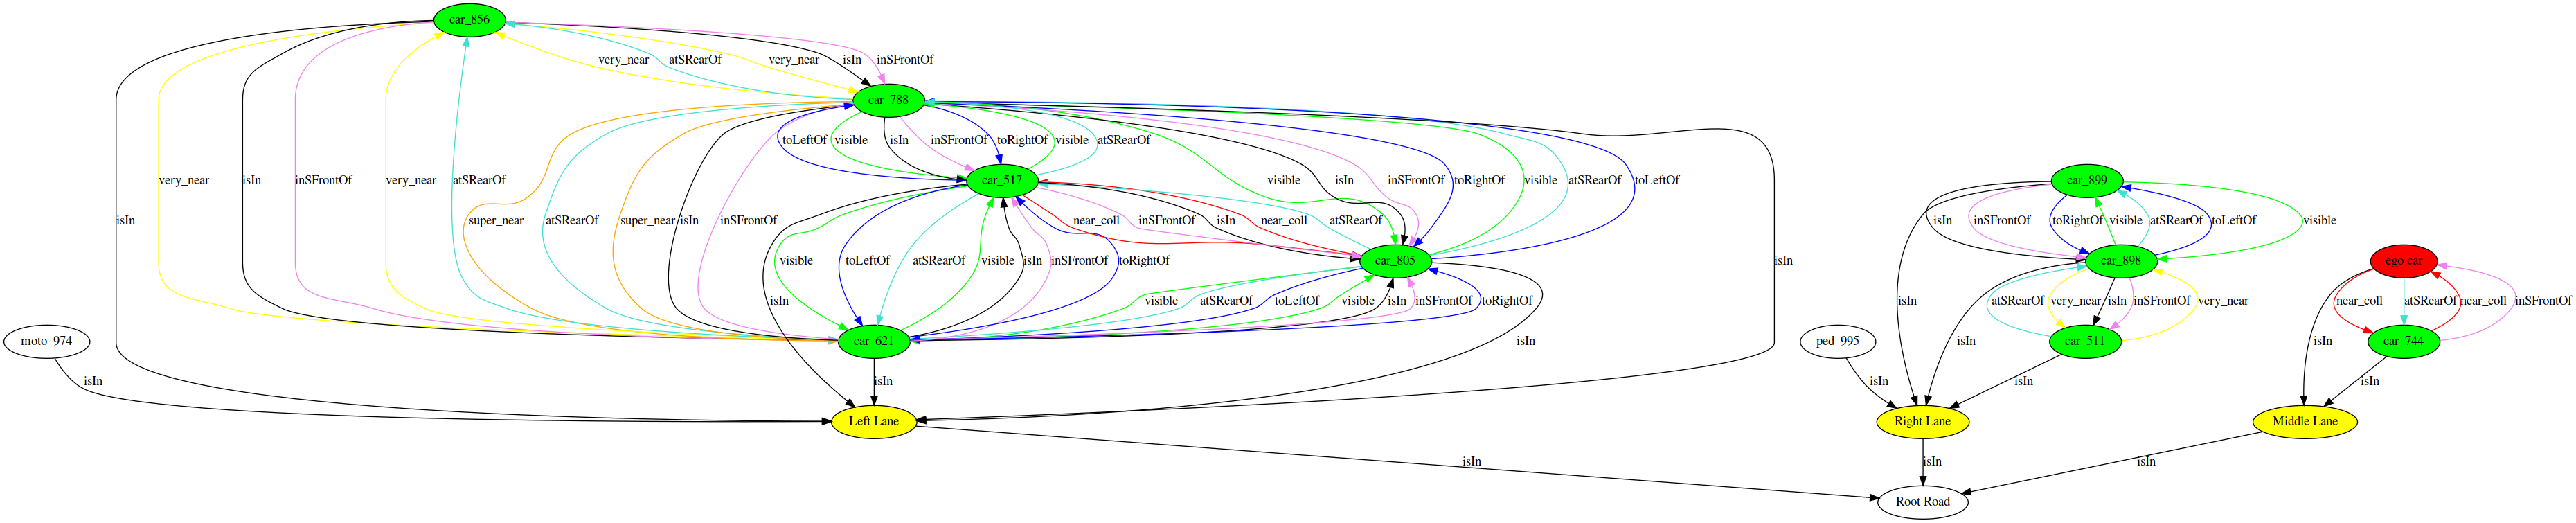 car_856
very_near atSRearOf very_near isIn inSFrontOf
car_788
toLeftOf visible isIn inSFrontOf toRightOf visible atSRearOf
very_near isIn inSFrontOf very_near atSRearOf visible isIn inSFrontOf toRightOf visible atSRearOf toLeftOf
car_517 car_899
isIn super_near atSRearOf super_near isIn inSFrontOf near_coll inSFrontOf isIn near_coll atSRearOf isIn inSFrontOf toRightOf visible atSRearOf toLeftOf visible
visible toLeftOf atSRearOf visible isIn inSFrontOf toRightOf car_805 isIn car_898 ego car
isIn visible atSRearOf toLeftOf visible isIn inSFrontOf toRightOf isIn atSRearOf very_near isIn inSFrontOf very_near near_coll atSRearOf near_coll inSFrontOf
moto_974 car_621 isIn ped_995 isIn car_511 isIn car_744
isIn isIn isIn isIn isIn
Left Lane Right Lane Middle Lane
isIn isIn isIn
Root Road